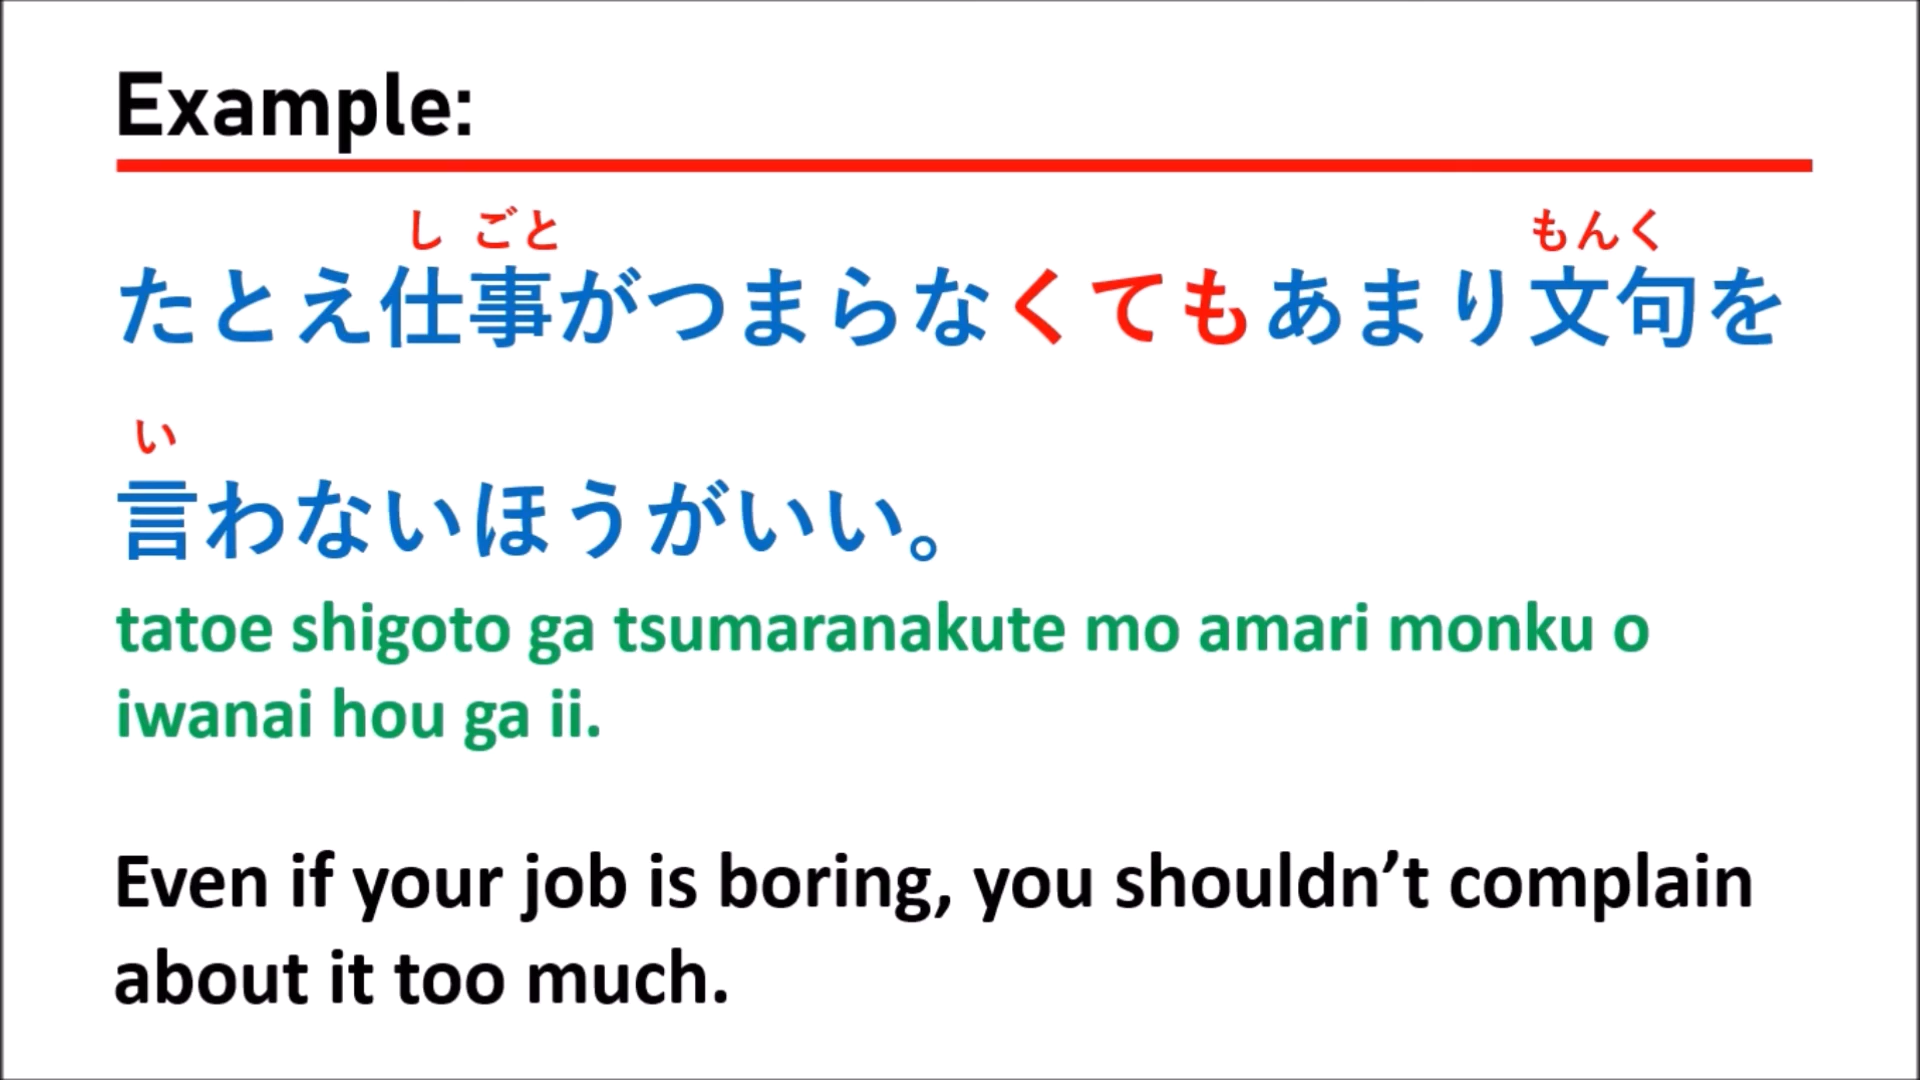 Example:
し ごと もんく
たとえ仕事がつまらなくてもあまり文句を
い
言わないほうがいい。
tatoe shigoto ga tsumaranakute mo amari monku o
iwanai hou ga ii.
Even if your job is boring, you shouldn’t complain
about it too much.